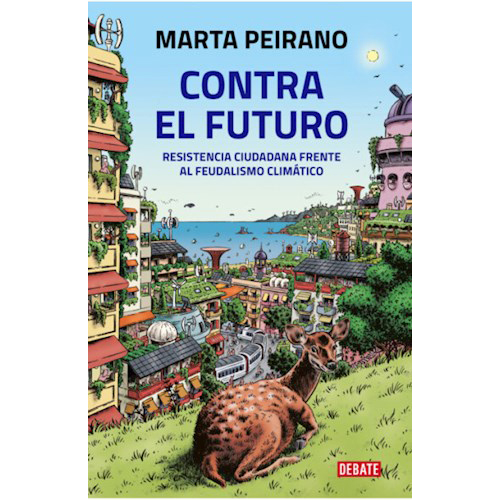 MARTA PEIRANO
CONTRA
EL FUTURO
RESISTENCIA CIUDADANA FRENTE
AL FEUDALISMO CLIMÁTICO
DEBATE